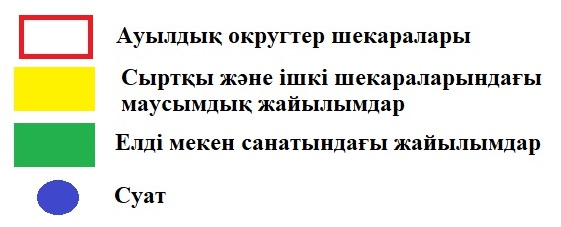 Ауылдық округтер шекаралары
Сыртқы және ішкі шекараларындағы
маусымдық жайылымдар
Елді мекен санатындағы жайылымдар
Суат